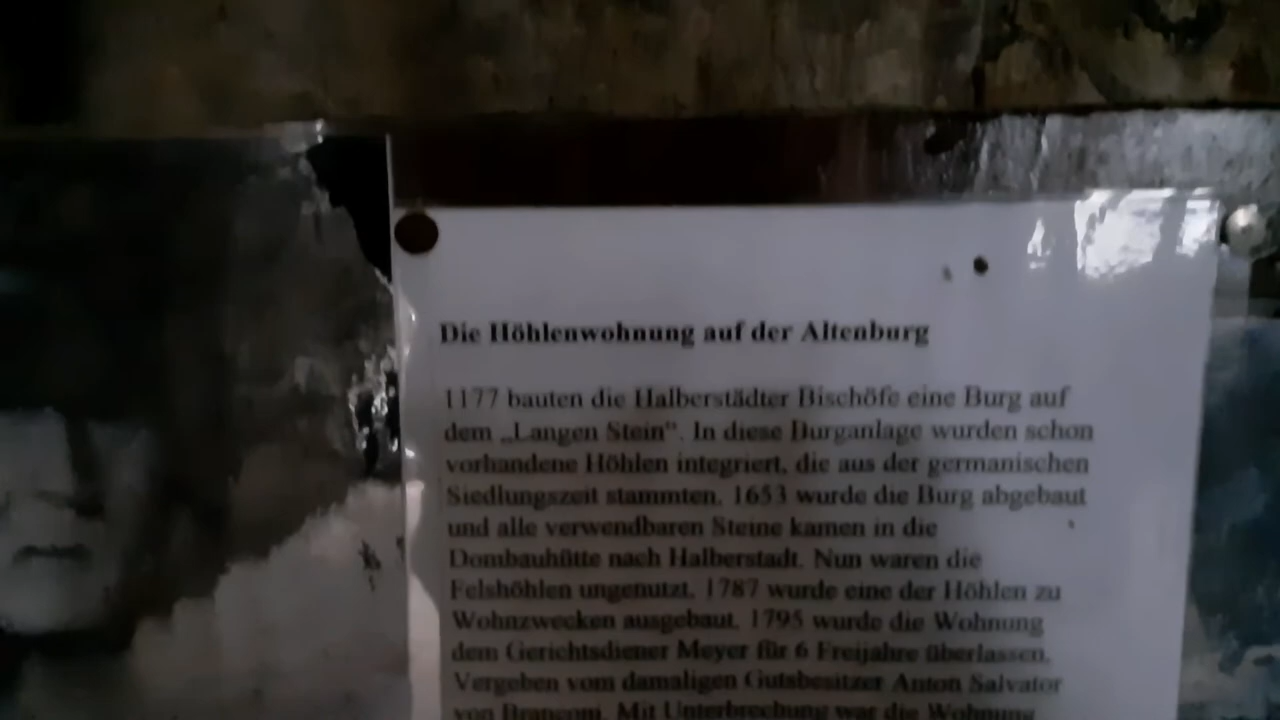 Die Höhlenwohnung auf der Altenburg
1177 bauten die Halberstädter Bischöfe eine Burg auf
dem „Langen Stein“. In diese Burganlage wurden schon
vorhandene Höhlen integriert, die aus der germanischen
Siedlungszeit stammten. 1653 wurde die Burg abgebaut
und alle verwendbaren Steine kamen in die
Dombauhütte nach Halberstadt. Nun waren die
Felshöhlen ungenutzt. 1787 wurde eine der Höhlen zu
Wohnzwecken ausgebaut. 1795 wurde die Wohnung
dem Gerichtsdiener Meyer für 6 Freijahre überlassen.
Vergeben vom damaligen Gutsbesitzer Anton Salvator
von Branconi. Mit Unterbrechung war die Wohnung